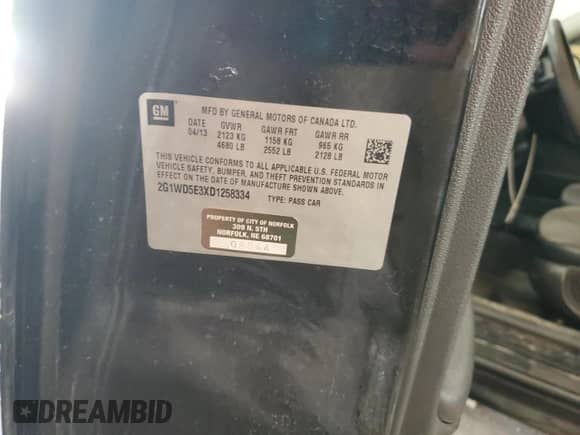 GM
MFD BY GENERAL MOTORS OF CANADA LTD.
DATE GVWR GAWR FRT GAWR RR
04/13 2123 KG 1158 KG 965 KG
4680 LB 2552 LB 2128 LB
THIS VEHICLE CONFORMS TO ALL APPLICABLE U.S. FEDERAL MOTOR
VEHICLE SAFETY, BUMPER, AND THEFT PREVENTION STANDARDS IN
EFFECT ON THE DATE OF MANUFACTURE SHOWN ABOVE.
2G1WD5E3XD1258334 TYPE: PASS CAR
PROPERTY OF CITY OF NORFOLK
309 N. 5TH
NORFOLK, NE 68701
DREAMBID